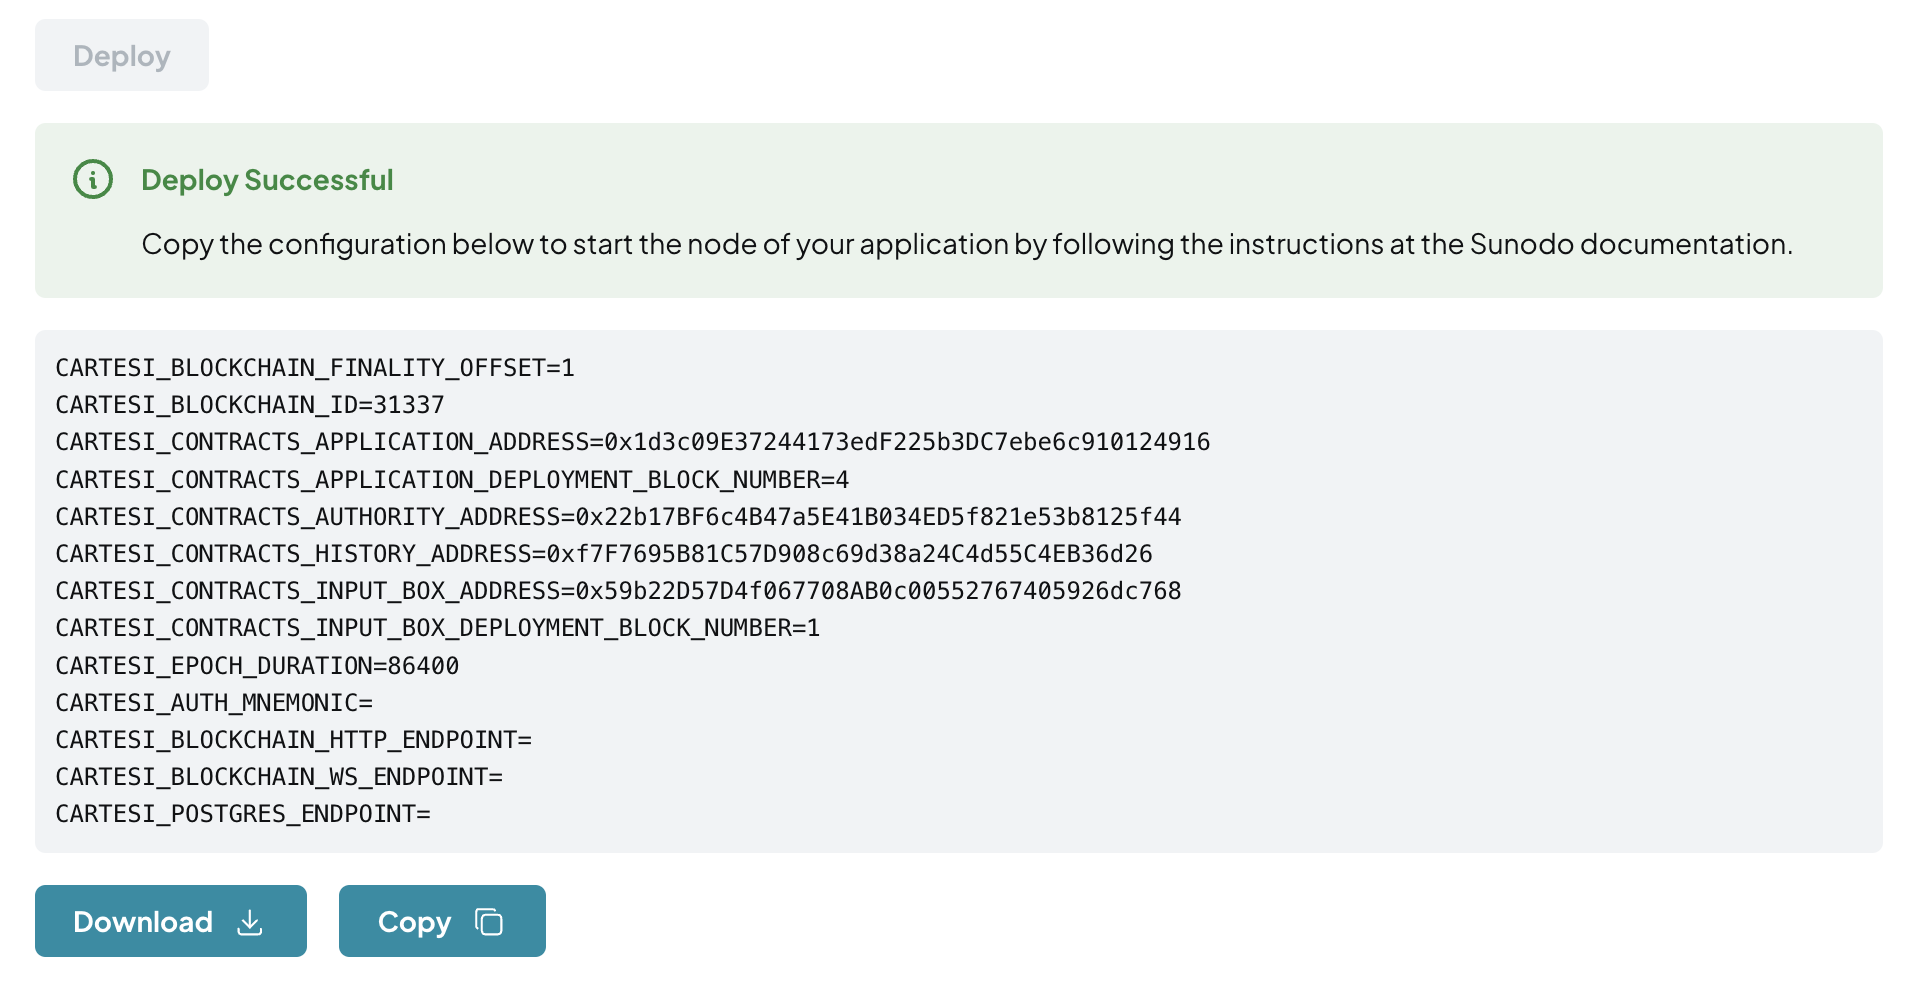 Deploy
Deploy Successful
Copy the configuration below to start the node of your application by following the instructions at the Sunodo documentation.
CARTESI_BLOCKCHAIN_FINALITY_OFFSET=1
CARTESI_BLOCKCHAIN_ID=31337
CARTESI_CONTRACTS_APPLICATION_ADDRESS=0x1d3c09E37244173edF225b3DC7ebe6c910124916
CARTESI_CONTRACTS_APPLICATION_DEPLOYMENT_BLOCK_NUMBER=4
CARTESI_CONTRACTS_AUTHORITY_ADDRESS=0x22b17BF6c4B47a5E41B034ED5f821e53b8125f44
CARTESI_CONTRACTS_HISTORY_ADDRESS=0xf7F7695B81C57D908c69d38a24C4d55C4EB36d26
CARTESI_CONTRACTS_INPUT_BOX_ADDRESS=0x59b22D57D4f067708AB0c00552767405926dc768
CARTESI_CONTRACTS_INPUT_BOX_DEPLOYMENT_BLOCK_NUMBER=1
CARTESI_EPOCH_DURATION=86400
CARTESI_AUTH_MNEMONIC=
CARTESI_BLOCKCHAIN_HTTP_ENDPOINT=
CARTESI_BLOCKCHAIN_WS_ENDPOINT=
CARTESI_POSTGRES_ENDPOINT=
Download
Copy